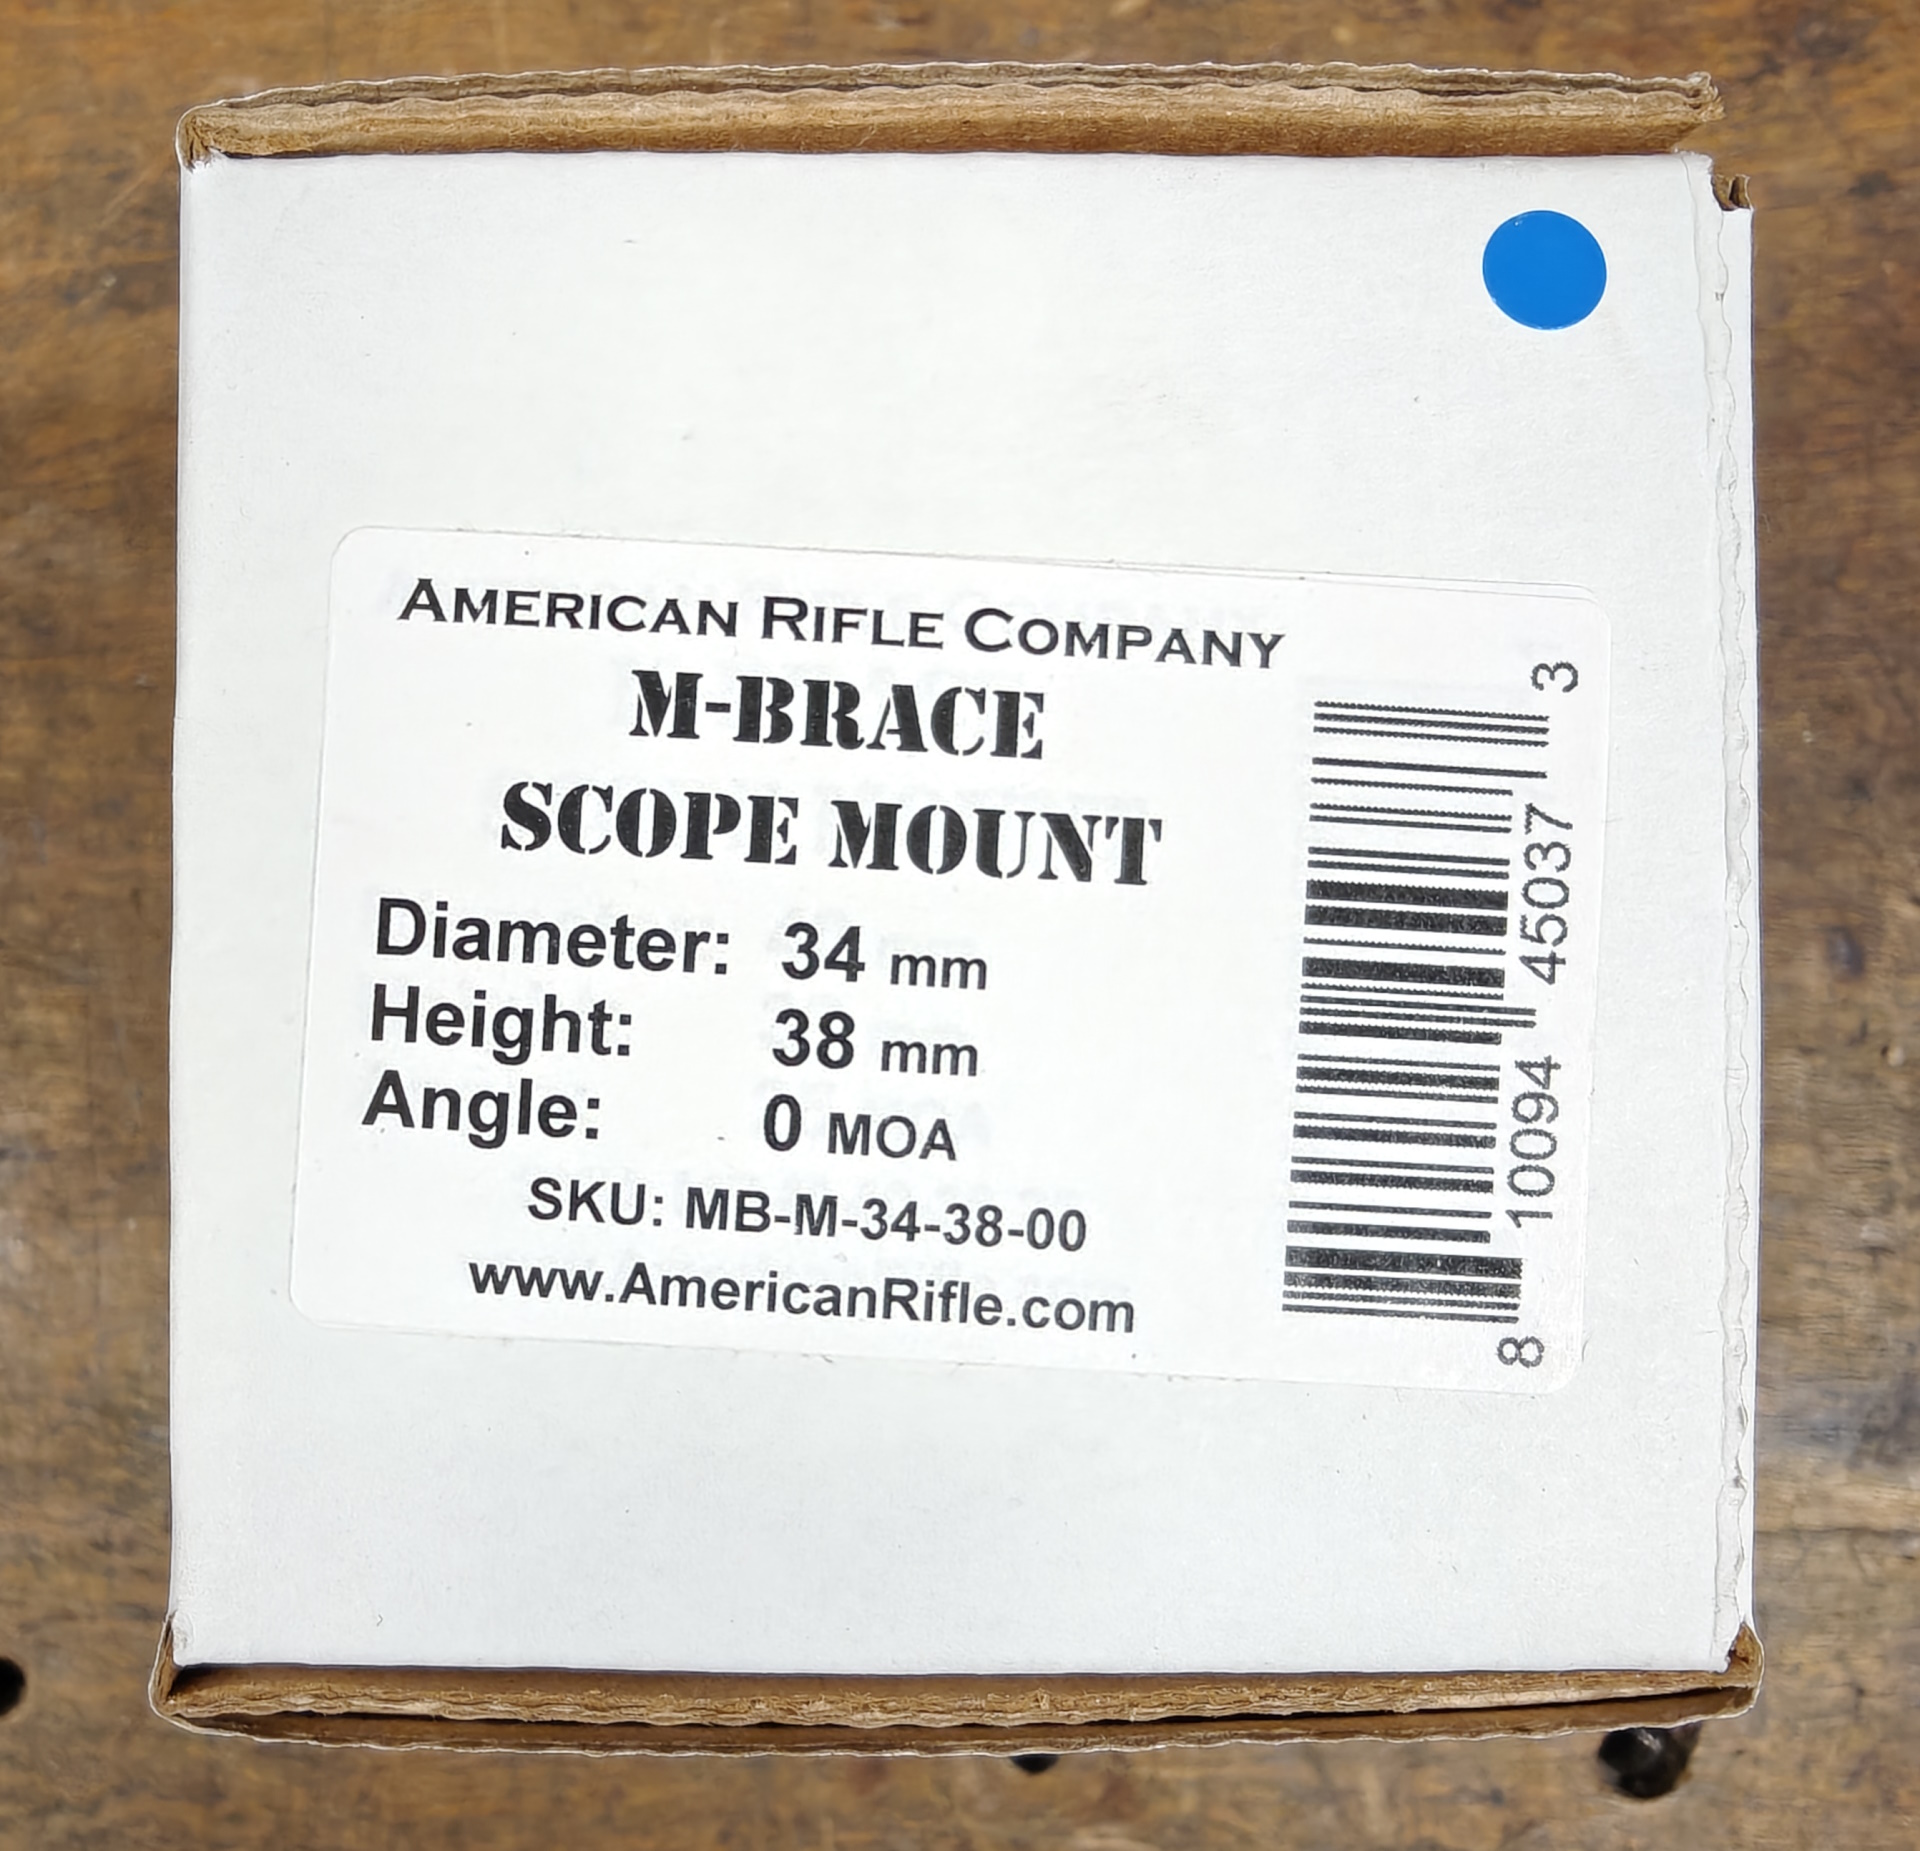 AMERICAN RIFLE COMPANY
M-BRACE
SCOPE MOUNT
Diameter: 34 mm
Height: 38 mm
Angle: 0 MOA
SKU: MB-M-34-38-00
www.AmericanRifle.com
8 10094 45037 3